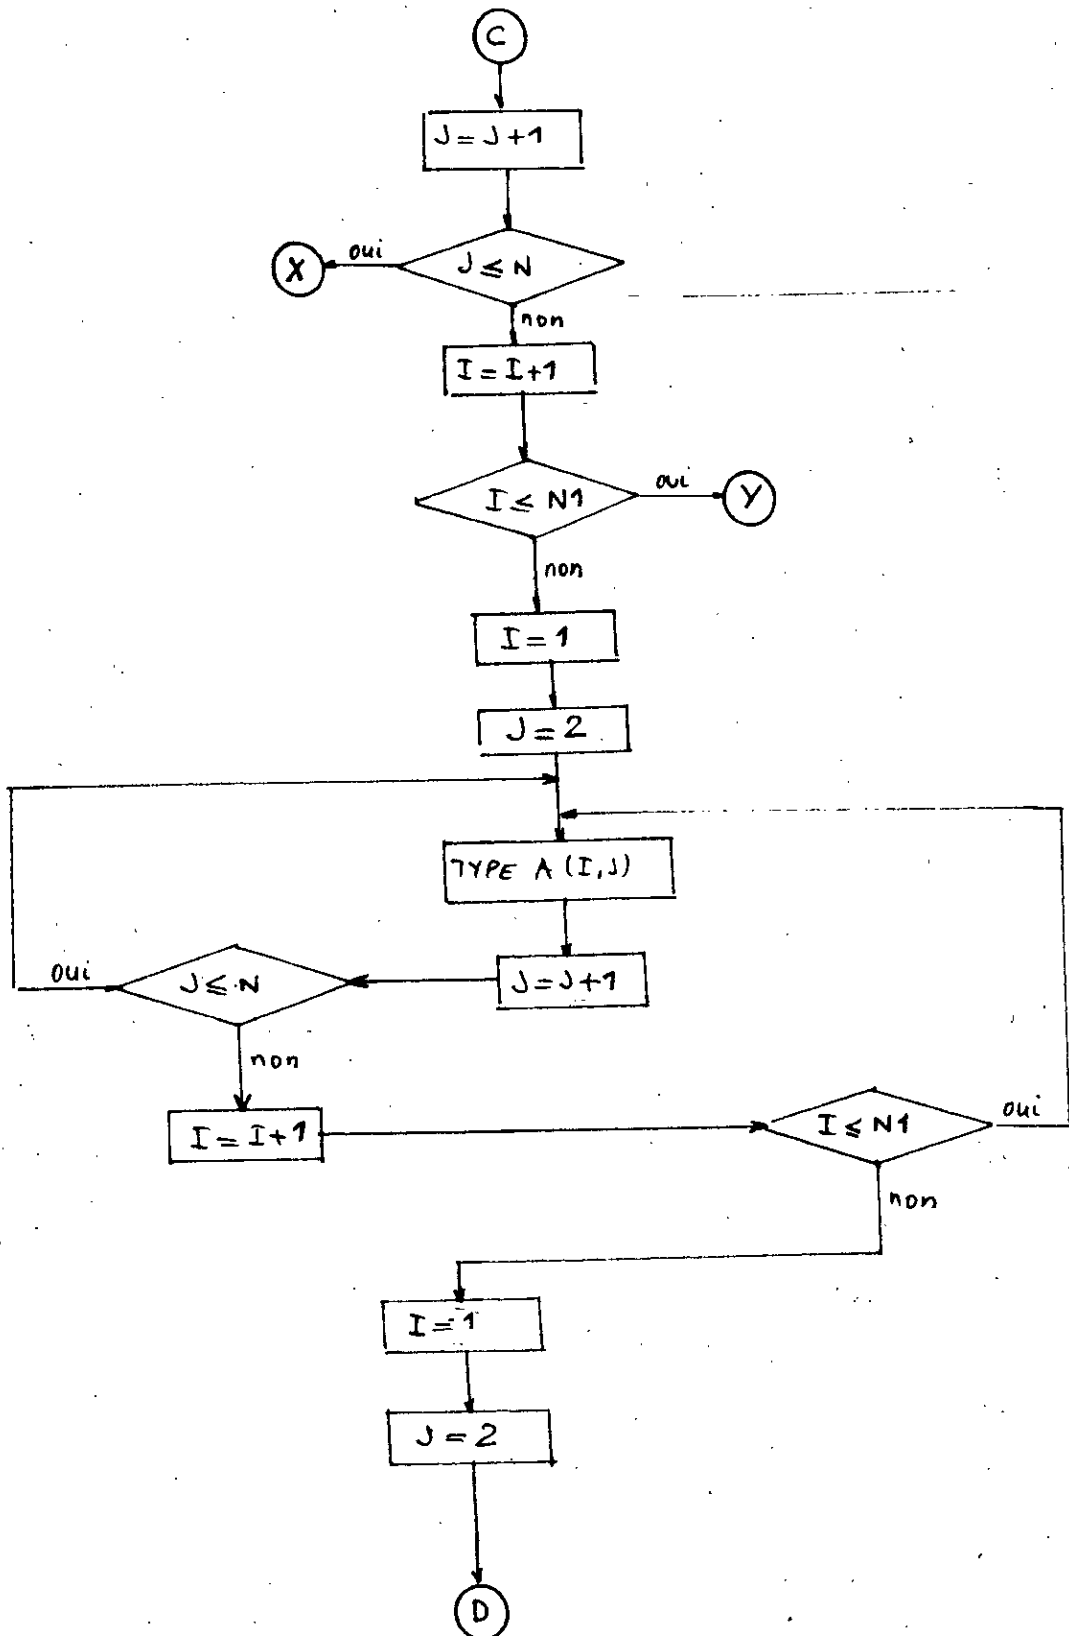 C
J = J+1
oui
X
J ≤ N
non
I = I+1
I ≤ N1
oui
Y
non
I = 1
J = 2
TYPE A (I,J)
oui
J ≤ N
J = J+1
non
I = I+1
I ≤ N1
oui
non
I = 1
J = 2
D